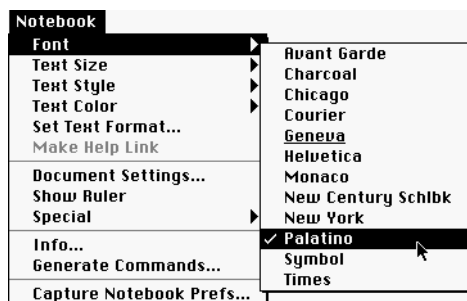 Notebook
Font
Text Size
Text Style
Text Color
Set Text Format...
Make Help Link
Document Settings...
Show Ruler
Special
Info...
Generate Commands...
Capture Notebook Prefs...
Avant Garde
Charcoal
Chicago
Courier
Geneva
Helvetica
Monaco
New Century Schlbk
New York
✓ Palatino
Symbol
Times